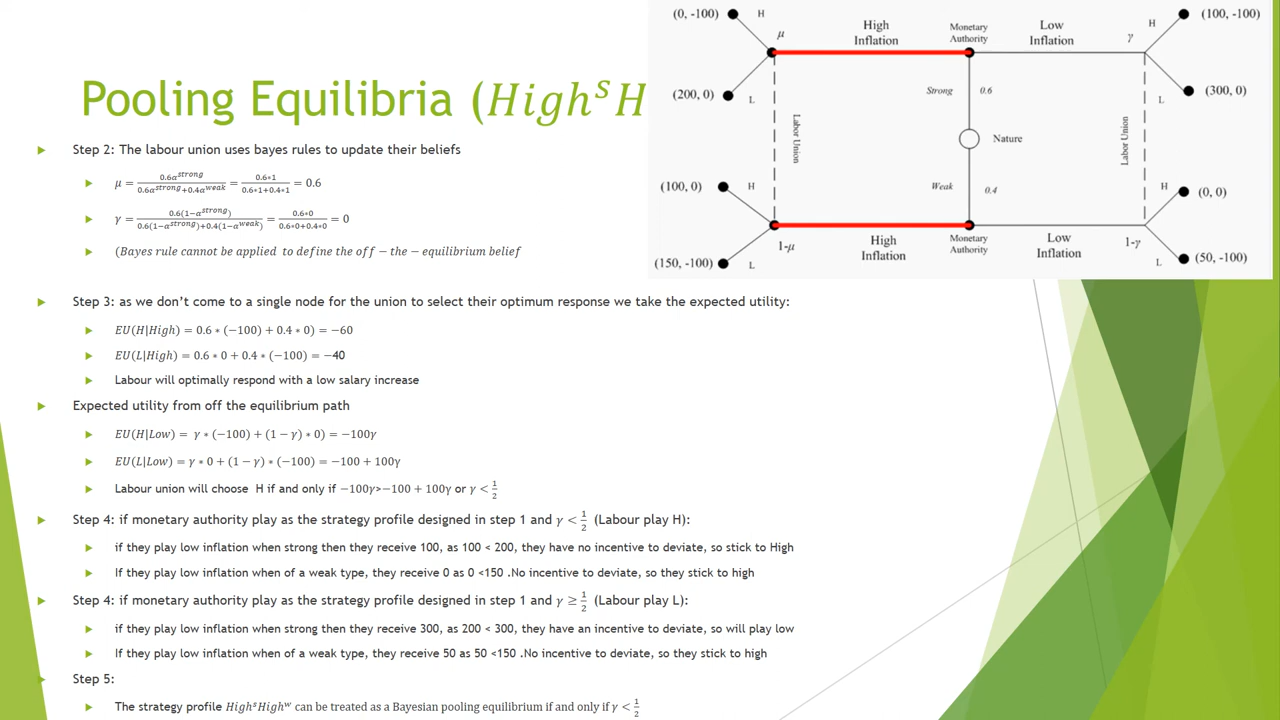 Pooling Equilibria (𝐻𝑖𝑔ℎˢ𝐻
Step 2: The labour union uses bayes rules to update their beliefs
μ = 0.6α^strong / (0.6α^strong+0.4α^weak) = 0.6∗1 / (0.6∗1+0.4∗1) = 0.6
γ = 0.6(1−α^strong) / (0.6(1−α^strong)+0.4(1−α^weak)) = 0.6∗0 / (0.6∗0+0.4∗0) = 0
(Bayes rule cannot be applied to define the off − the − equilibrium belief
Step 3: as we don't come to a single node for the union to select their optimum response we take the expected utility:
EU(H|High) = 0.6 ∗ (−100) + 0.4 ∗ 0) = −60
EU(L|High) = 0.6 ∗ 0 + 0.4 ∗ (−100) = −40
Labour will optimally respond with a low salary increase
Expected utility from off the equilibrium path
EU(H|Low) = γ ∗ (−100) + (1 − γ) ∗ 0) = −100γ
EU(L|Low) = γ ∗ 0 + (1 − γ) ∗ (−100) = −100 + 100γ
Labour union will choose H if and only if −100γ>−100 + 100γ or γ < 1/2
Step 4: if monetary authority play as the strategy profile designed in step 1 and γ < 1/2 (Labour play H):
if they play low inflation when strong then they receive 100, as 100 < 200, they have no incentive to deviate, so stick to High
If they play low inflation when of a weak type, they receive 0 as 0 <150 .No incentive to deviate, so they stick to high
Step 4: if monetary authority play as the strategy profile designed in step 1 and γ ≥ 1/2 (Labour play L):
if they play low inflation when strong then they receive 300, as 200 < 300, they have an incentive to deviate, so will play low
If they play low inflation when of a weak type, they receive 50 as 50 <150 .No incentive to deviate, so they stick to high
Step 5:
The strategy profile High^s High^w can be treated as a Bayesian pooling equilibrium if and only if γ < 1/2
(0, -100)
H
μ
High
Inflation
Monetary
Authority
Low
Inflation
γ
H
(100, -100)
(200, 0)
L
Strong
0.6
L
(300, 0)
Labor Union
Nature
Labor Union
(100, 0)
H
Weak
0.4
H
(0, 0)
1-μ
High
Inflation
Monetary
Authority
Low
Inflation
1-γ
(150, -100)
L
L
(50, -100)